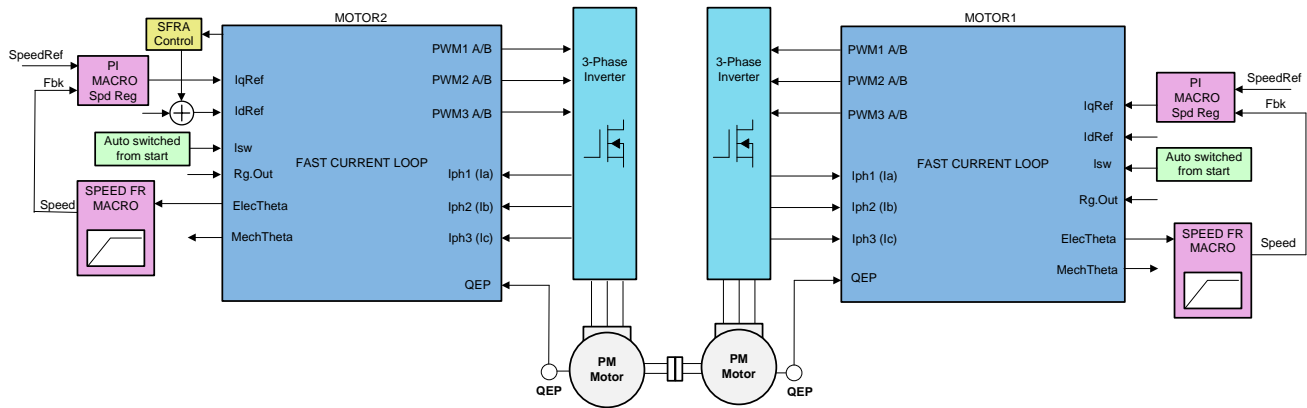 MOTOR2
SFRA
Control
SpeedRef
PI
MACRO
Spd Reg
Fbk
IqRef
IdRef
Auto switched
from start
Isw
Rg.Out
SPEED FR
MACRO
Speed
ElecTheta
MechTheta
FAST CURRENT LOOP
PWM1 A/B
PWM2 A/B
PWM3 A/B
Iph1 (Ia)
Iph2 (Ib)
Iph3 (Ic)
QEP
3-Phase
Inverter
PM
Motor
QEP
MOTOR1
3-Phase
Inverter
PWM1 A/B
PWM2 A/B
PWM3 A/B
FAST CURRENT LOOP
Iph1 (Ia)
Iph2 (Ib)
Iph3 (Ic)
QEP
IqRef
IdRef
Isw
Rg.Out
ElecTheta
MechTheta
PI
MACRO
Spd Reg
SpeedRef
Fbk
Auto switched
from start
SPEED FR
MACRO
Speed
PM
Motor
QEP